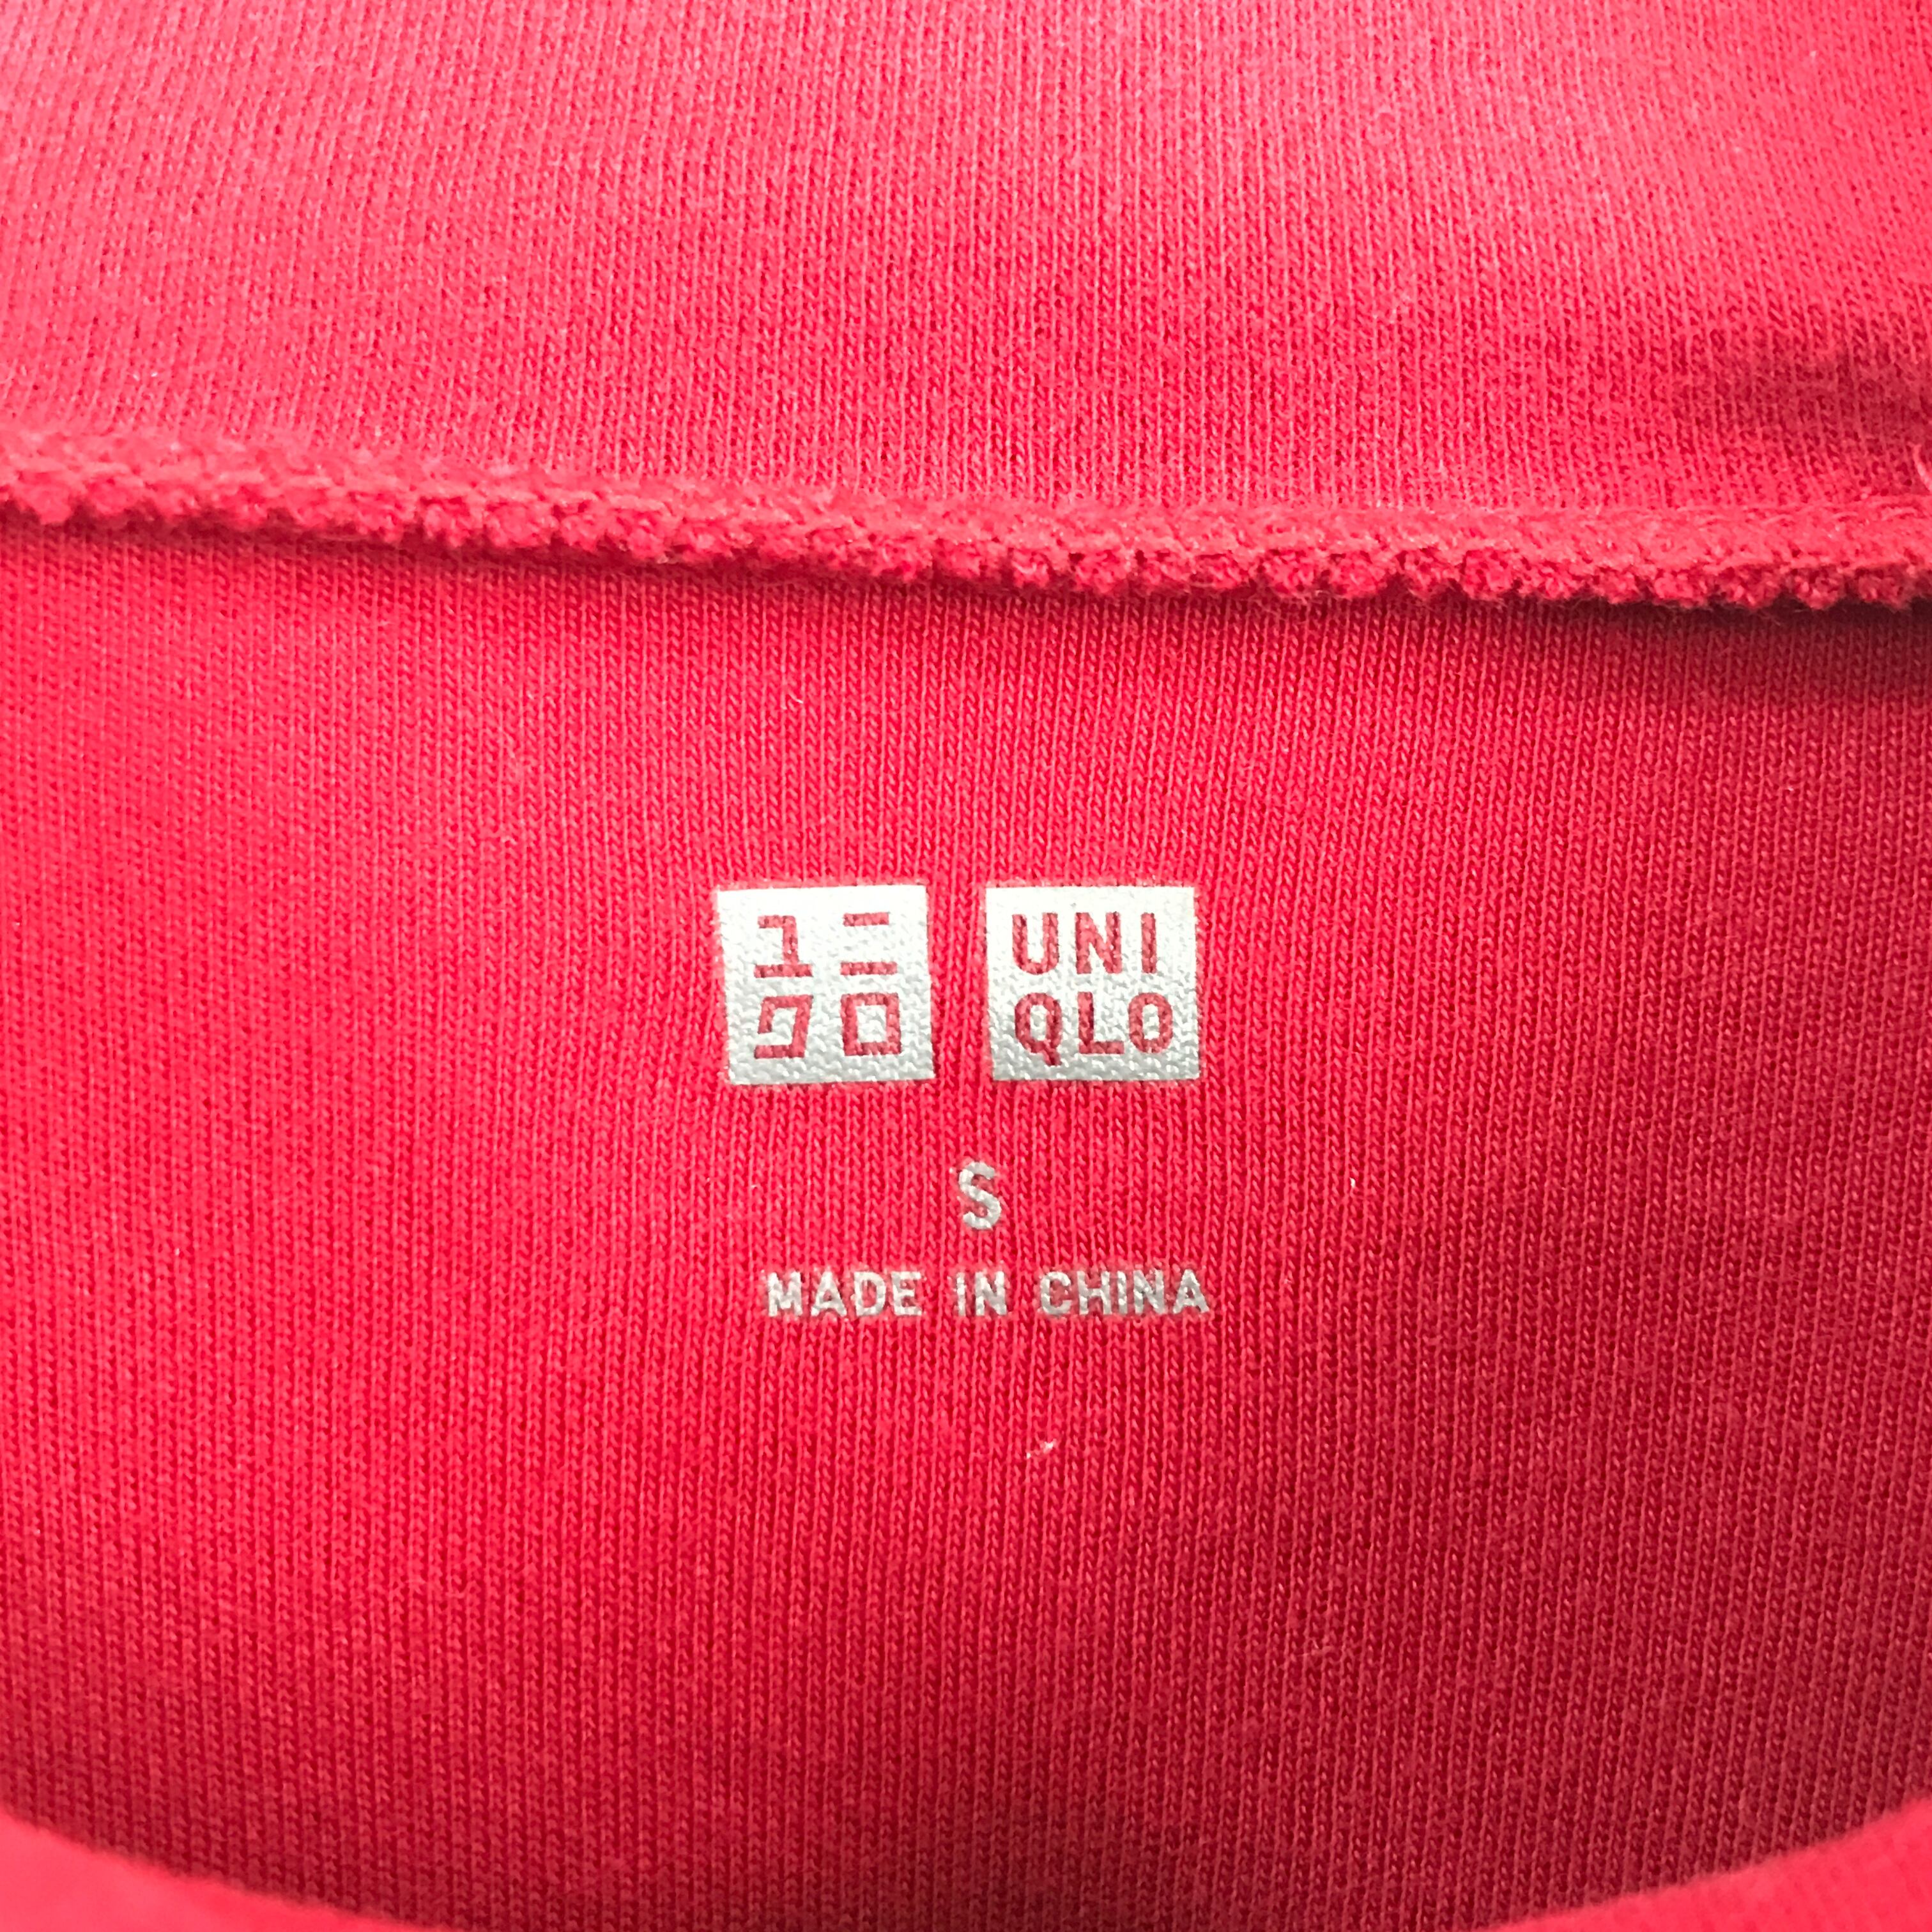 ユニ UNI
クロ QLO
S
MADE IN CHINA